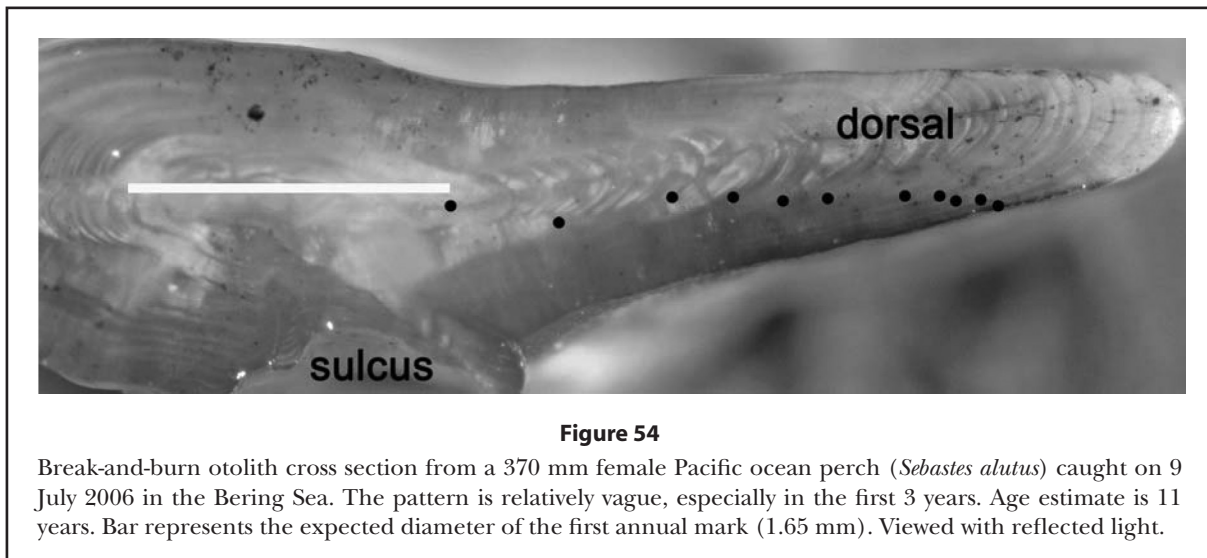 dorsal
sulcus
Figure 54
Break-and-burn otolith cross section from a 370 mm female Pacific ocean perch (Sebastes alutus) caught on 9
July 2006 in the Bering Sea. The pattern is relatively vague, especially in the first 3 years. Age estimate is 11
years. Bar represents the expected diameter of the first annual mark (1.65 mm). Viewed with reflected light.